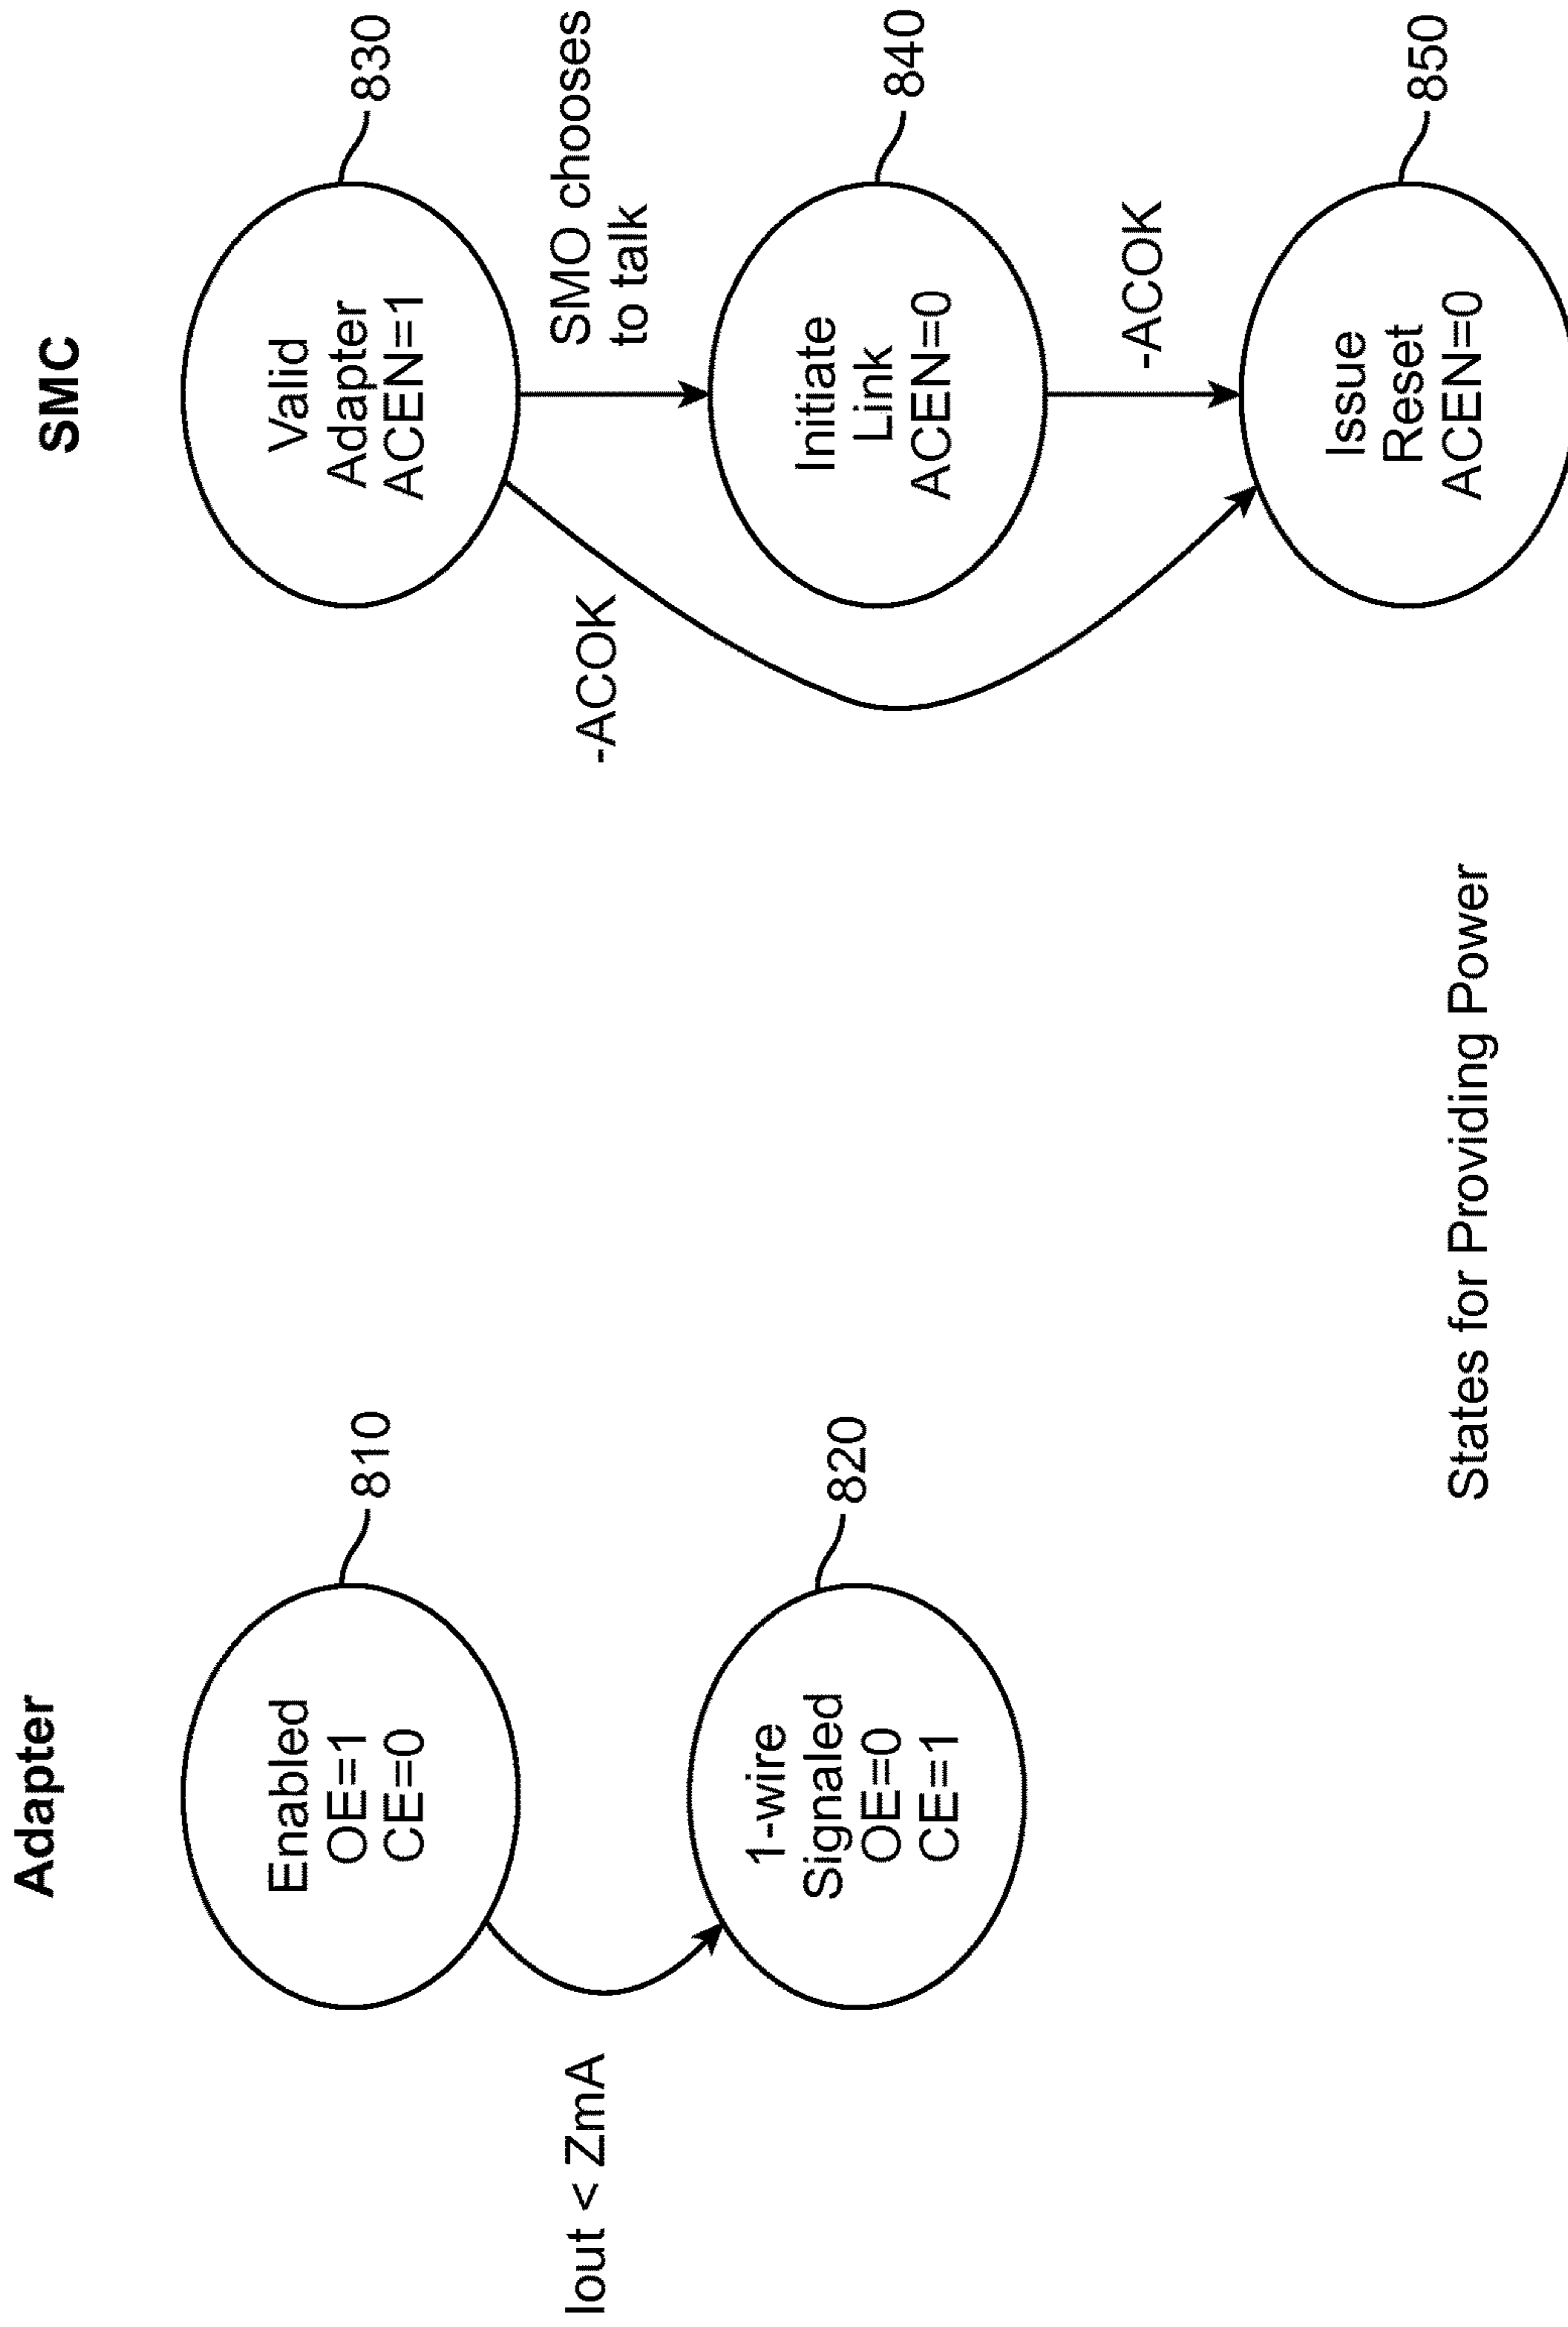 Adapter
Enabled
OE=1
CE=0
810
Iout < ZmA
1-wire
Signaled
OE=0
CE=1
820
SMC
Valid
Adapter
ACEN=1
830
SMO chooses
to talk
-ACOK
Initiate
Link
ACEN=0
840
-ACOK
Issue
Reset
ACEN=0
850
States for Providing Power